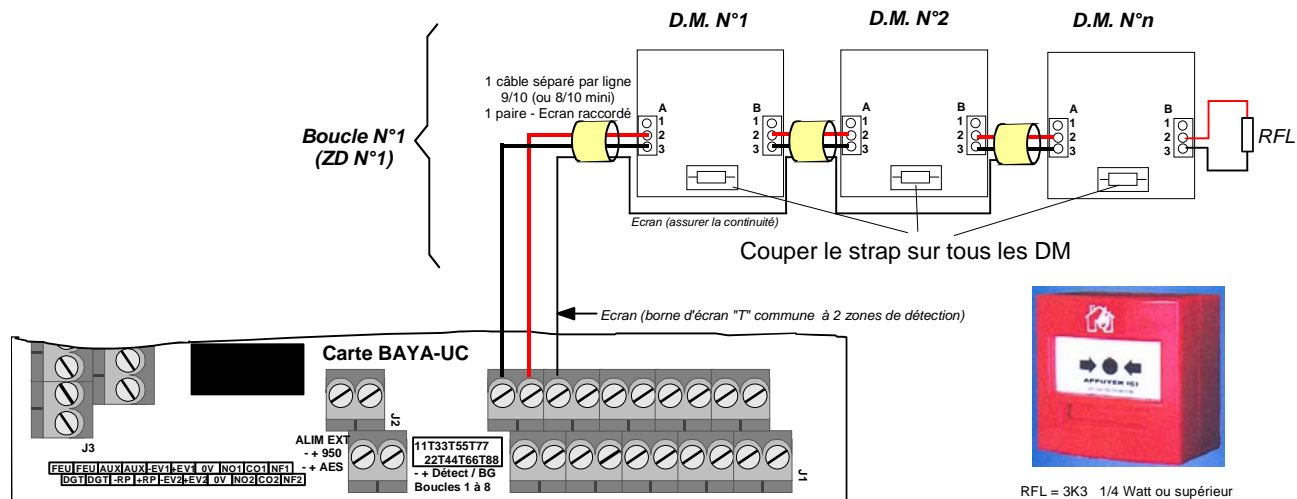 D.M. N°1
D.M. N°2
D.M. N°n
1 câble séparé par ligne
9/10 (ou 8/10 mini)
1 paire - Ecran raccordé
Boucle N°1
(ZD N°1)
A
1
2
3
B
1
2
3
A
1
2
3
B
1
2
3
A
1
2
3
B
1
2
3
RFL
Ecran (assurer la continuité)
Couper le strap sur tous les DM
Ecran (borne d'écran "T" commune à 2 zones de détection)
Carte BAYA-UC
J3
J2
J1
ALIM EXT
- + 950
- + AES
11T33T55T77
22T44T66T88
- + Détect / BG
Boucles 1 à 8
FEU FEU AUX AUX -EV1 +EV1 0V NO1 CO1 NF1
DGT DGT -RP +RP -EV2 +EV2 0V NO2 CO2 NF2
APPUYER ICI
RFL = 3K3 1/4 Watt ou supérieur